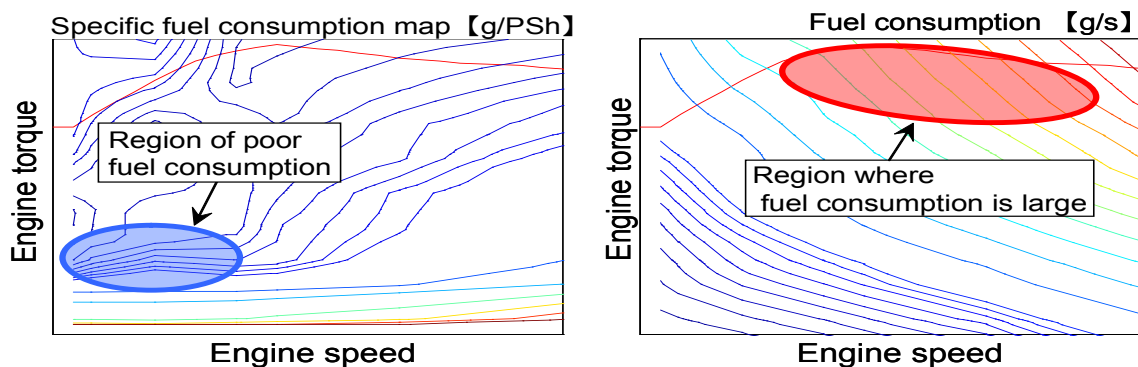 Specific fuel consumption map 【g/PSh】
Engine torque
Region of poor
fuel consumption
Engine speed
Fuel consumption 【g/s】
Engine torque
Region where
fuel consumption is large
Engine speed